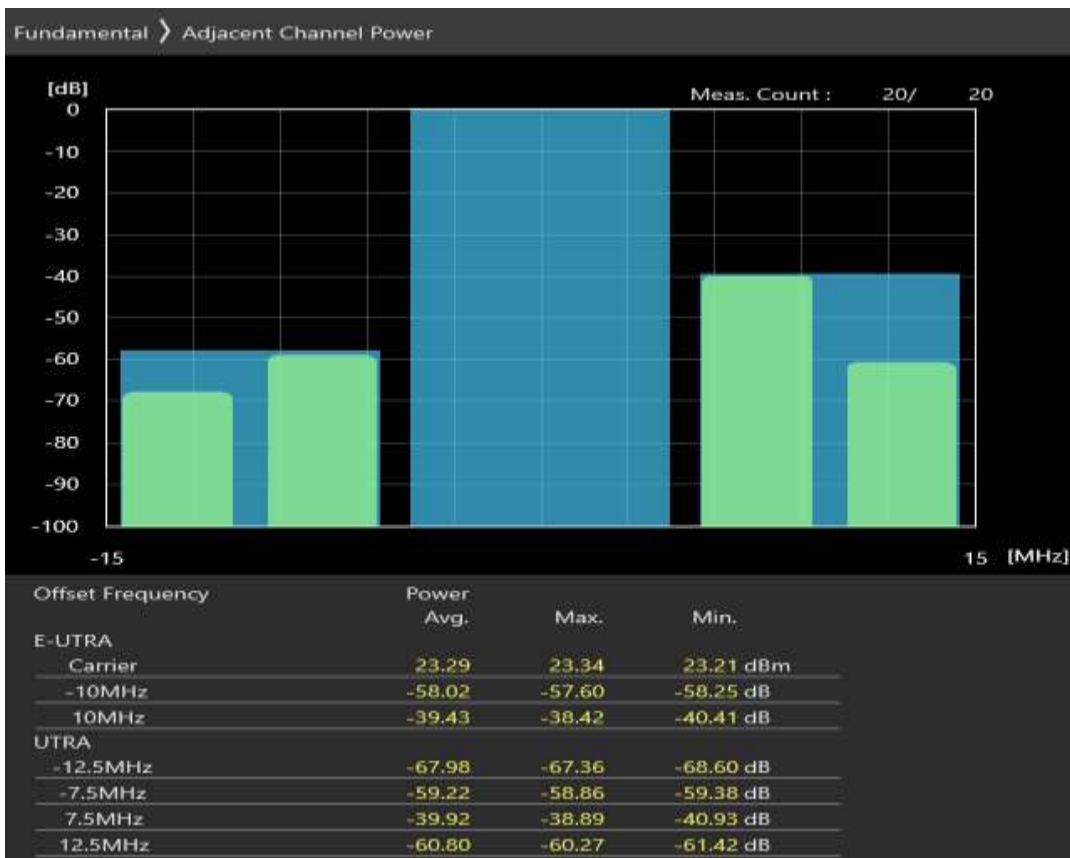 Fundamental ❯ Adjacent Channel Power
[dB]
Meas. Count : 20/ 20
0
-10
-20
-30
-40
-50
-60
-70
-80
-90
-100
-15 15 [MHz]
Offset Frequency Power
Avg. Max. Min.
E-UTRA
Carrier 23.29 23.34 23.21 dBm
-10MHz -58.02 -57.60 -58.25 dB
10MHz -39.43 -38.42 -40.41 dB
UTRA
-12.5MHz -67.98 -67.36 -68.60 dB
-7.5MHz -59.22 -58.86 -59.38 dB
7.5MHz -39.92 -38.89 -40.93 dB
12.5MHz -60.80 -60.27 -61.42 dB